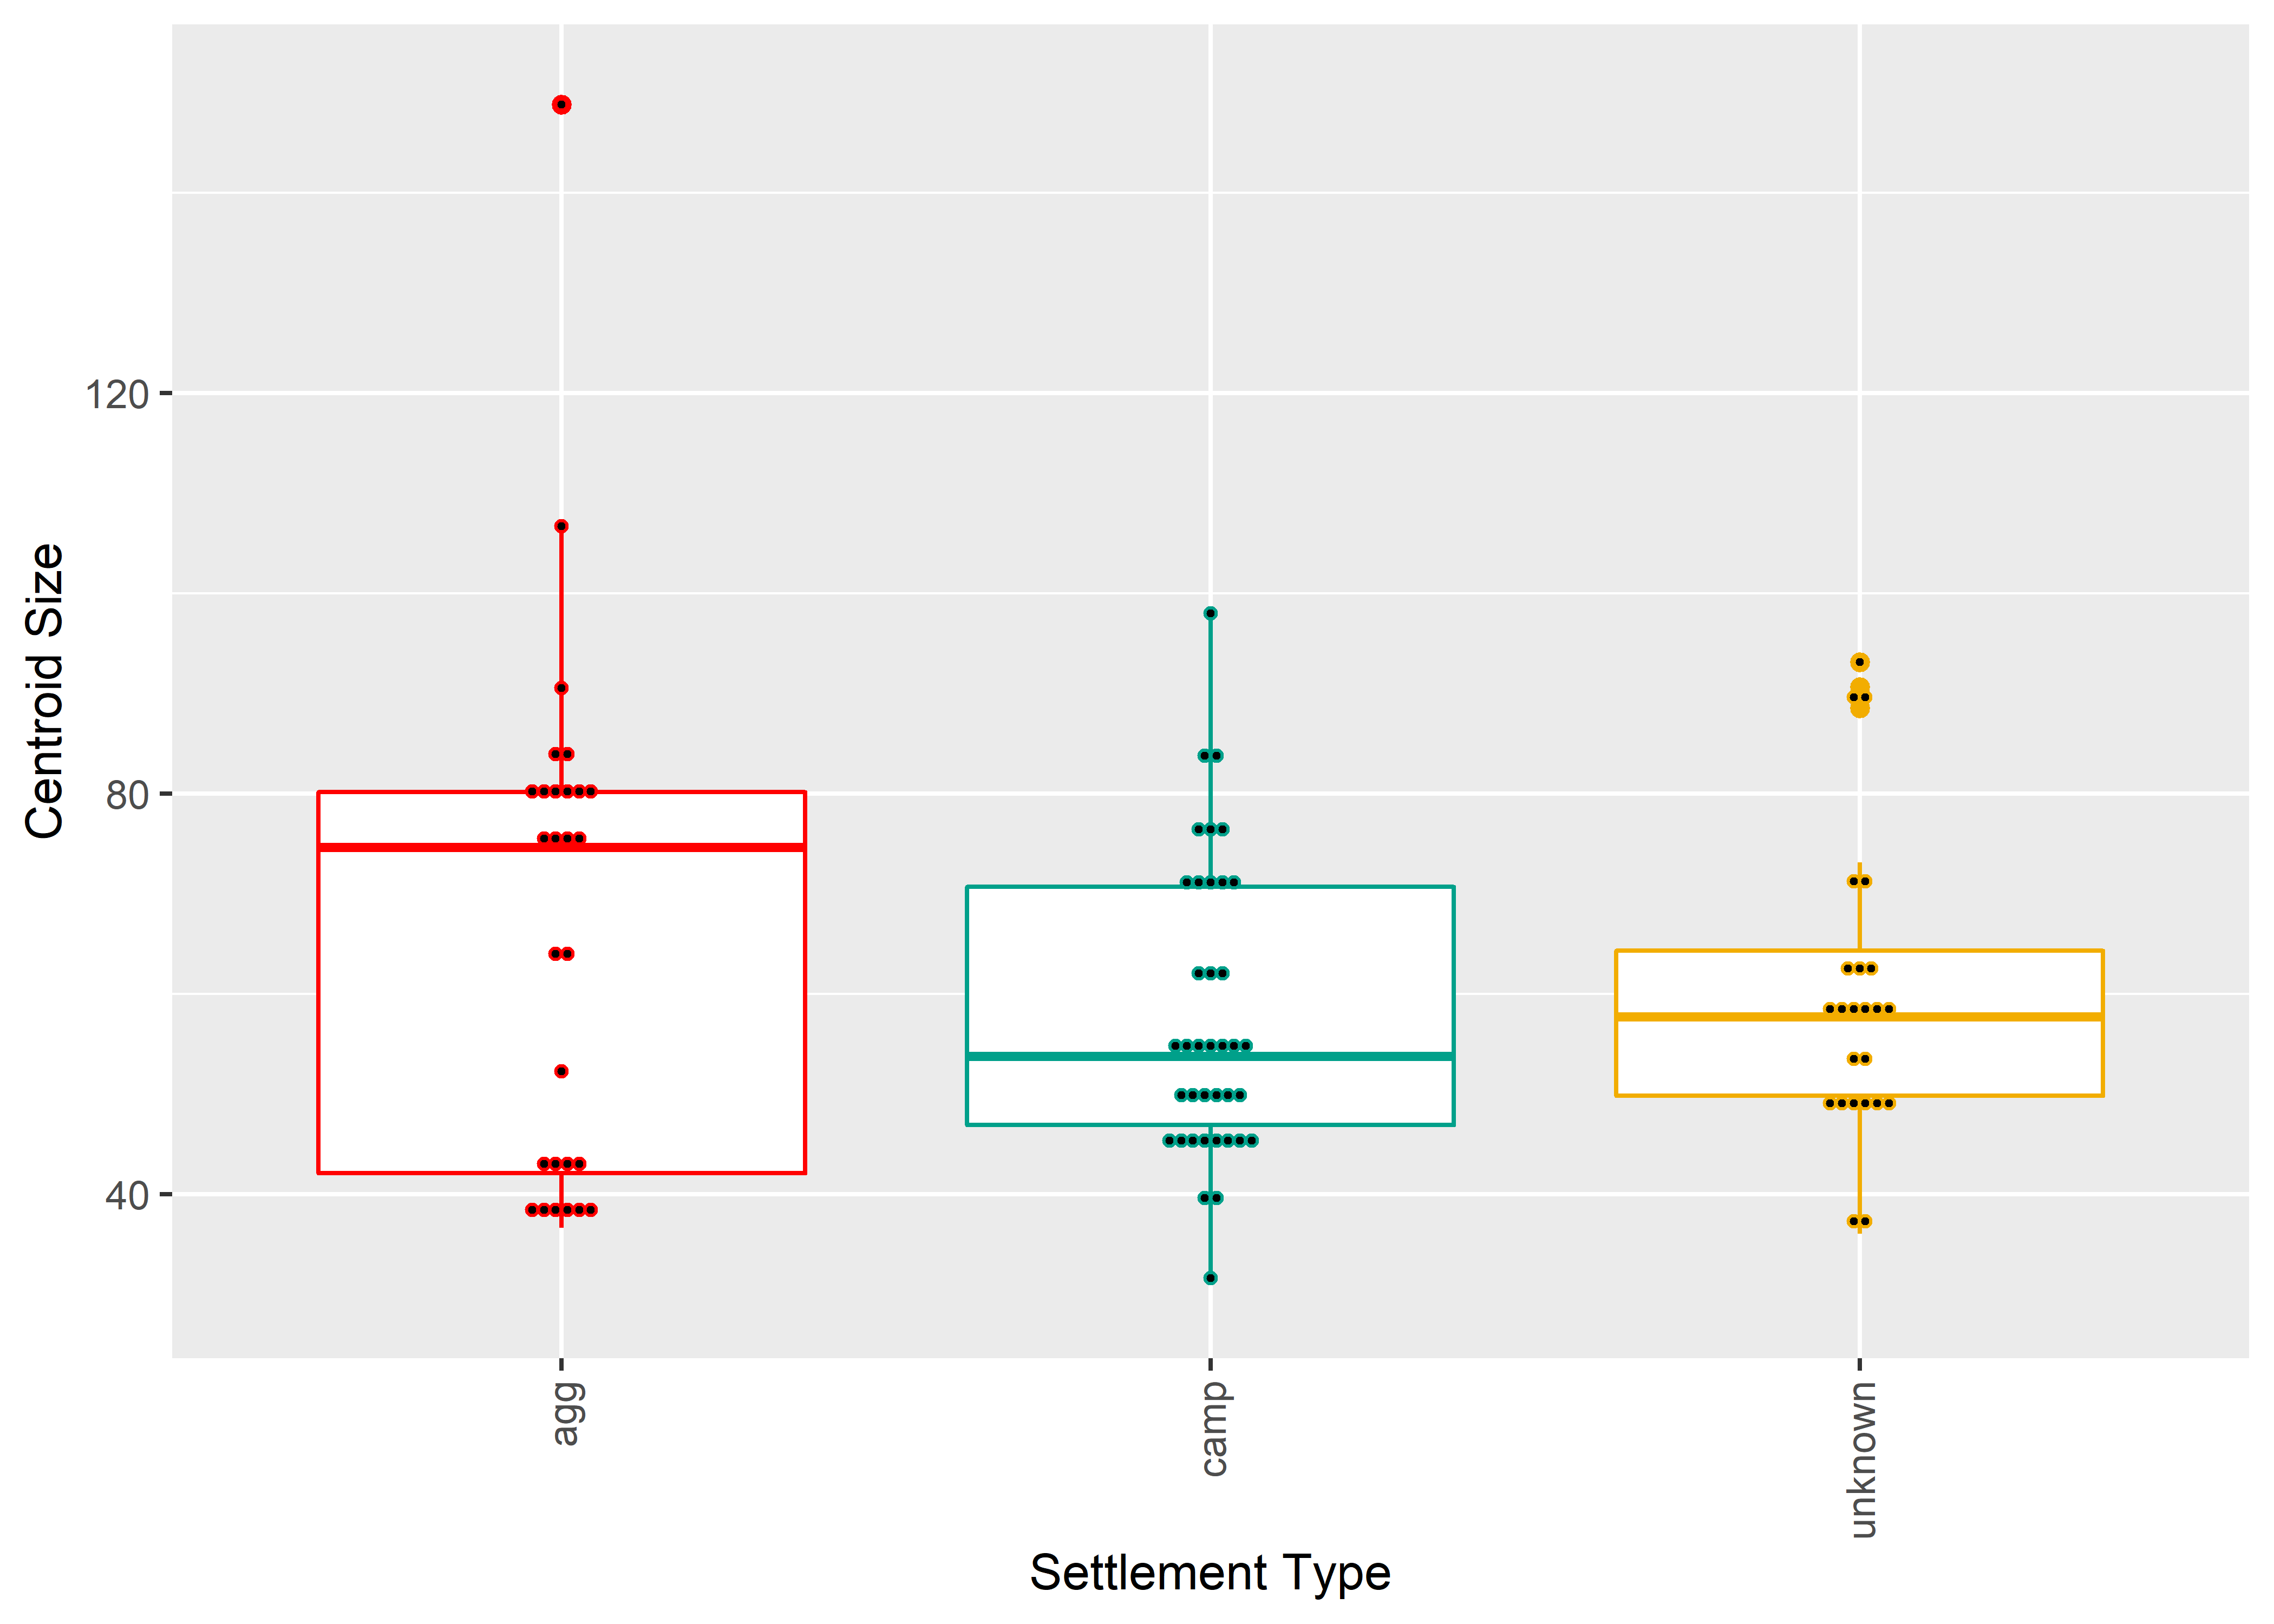 Centroid Size
120
80
40
agg
camp
unknown
Settlement Type